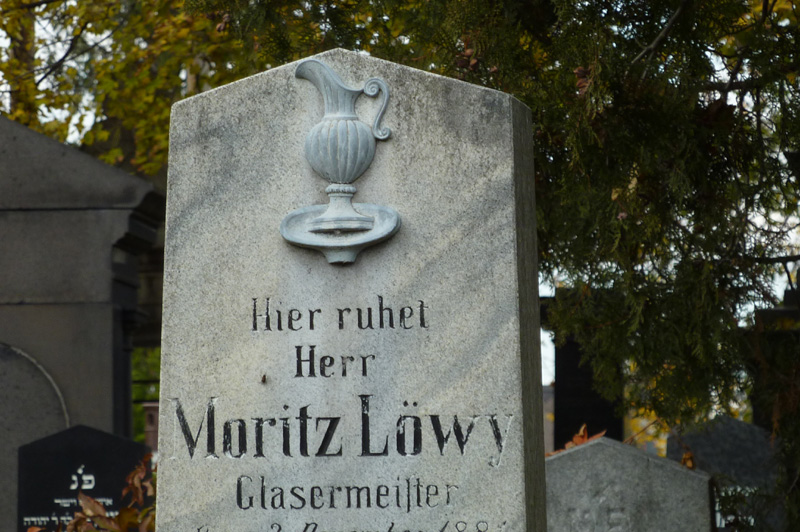 Hier ruhet
Herr
Moritz Löwy
Glasermeiſter
פ״נ